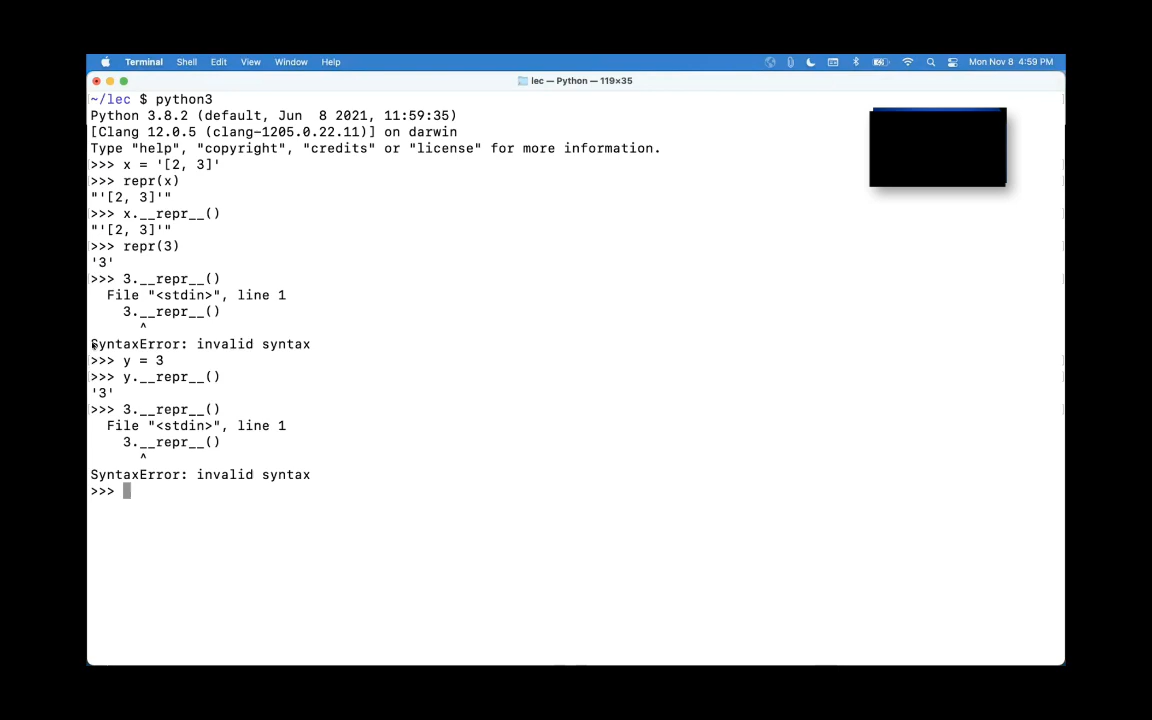 Terminal Shell Edit View Window Help Mon Nov 8 4:59 PM
lec — Python — 119×35
~/lec $ python3
Python 3.8.2 (default, Jun  8 2021, 11:59:35)
[Clang 12.0.5 (clang-1205.0.22.11)] on darwin
Type "help", "copyright", "credits" or "license" for more information.
>>> x = '[2, 3]'
>>> repr(x)
"'[2, 3]'"
>>> x.__repr__()
"'[2, 3]'"
>>> repr(3)
'3'
>>> 3.__repr__()
  File "<stdin>", line 1
    3.__repr__()
      ^
SyntaxError: invalid syntax
>>> y = 3
>>> y.__repr__()
'3'
>>> 3.__repr__()
  File "<stdin>", line 1
    3.__repr__()
      ^
SyntaxError: invalid syntax
>>>